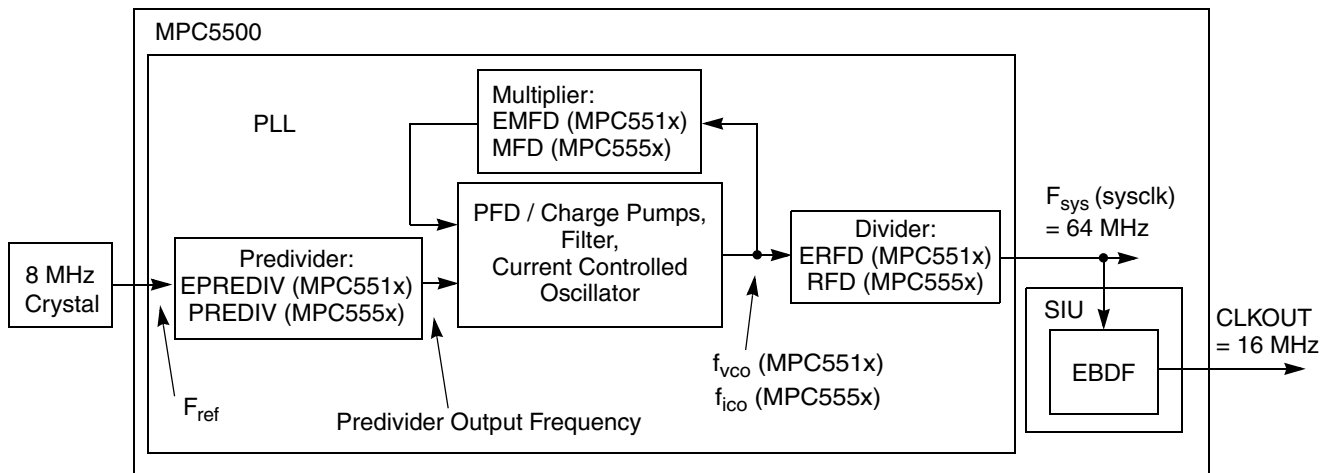 MPC5500
PLL
Multiplier:
EMFD (MPC551x)
MFD (MPC555x)
8 MHz
Crystal
Predivider:
EPREDIV (MPC551x)
PREDIV (MPC555x)
PFD / Charge Pumps,
Filter,
Current Controlled
Oscillator
Divider:
ERFD (MPC551x)
RFD (MPC555x)
Fsys (sysclk)
= 64 MHz
SIU
EBDF
CLKOUT
= 16 MHz
Fref
Predivider Output Frequency
fvco (MPC551x)
fico (MPC555x)